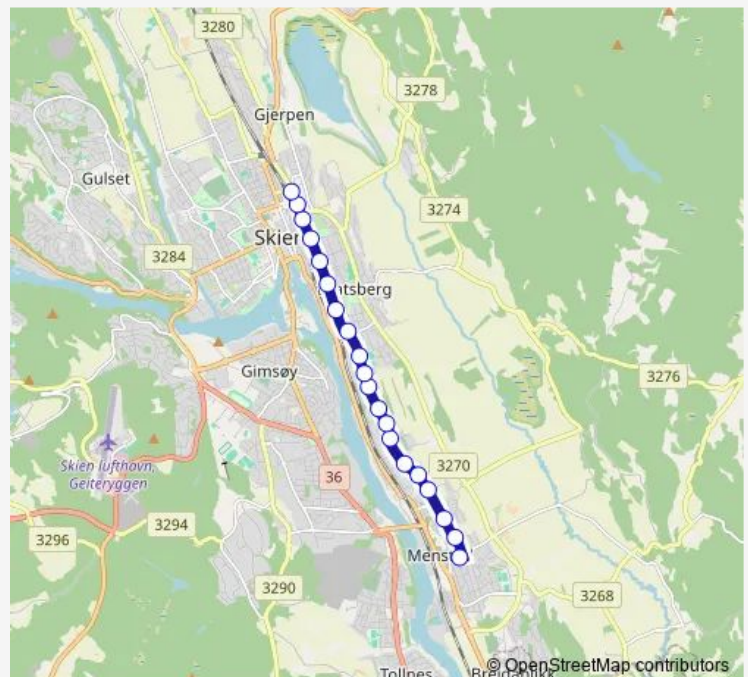 3280
3278
Gjerpen
Gulset
3274
Skien
3284
atsberg
Gimsøy
3276
Skien lufthavn,
Geiteryggen
3270
36
3294
3296
Menst
3290
3268
Tollnes
© OpenStreetMap contributors